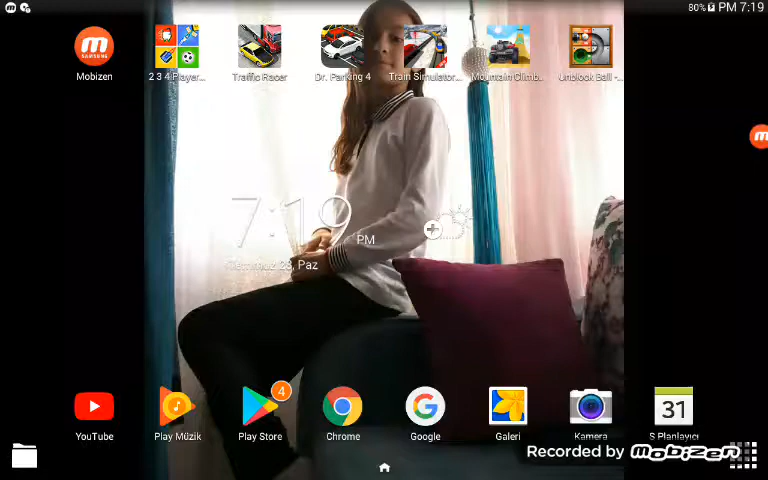 80% PM 7:19
Mobizen
2 3 4 Player...
Traffic Racer
Dr. Parking 4
Train Simulator...
Mountain Climb...
Unblock Ball -...
7:19 PM
Temmuz 23, Paz
YouTube
Play Müzik
Play Store
4
Chrome
Google
Galeri
Kamera
31
S Planlayıcı
Recorded by Mobizen